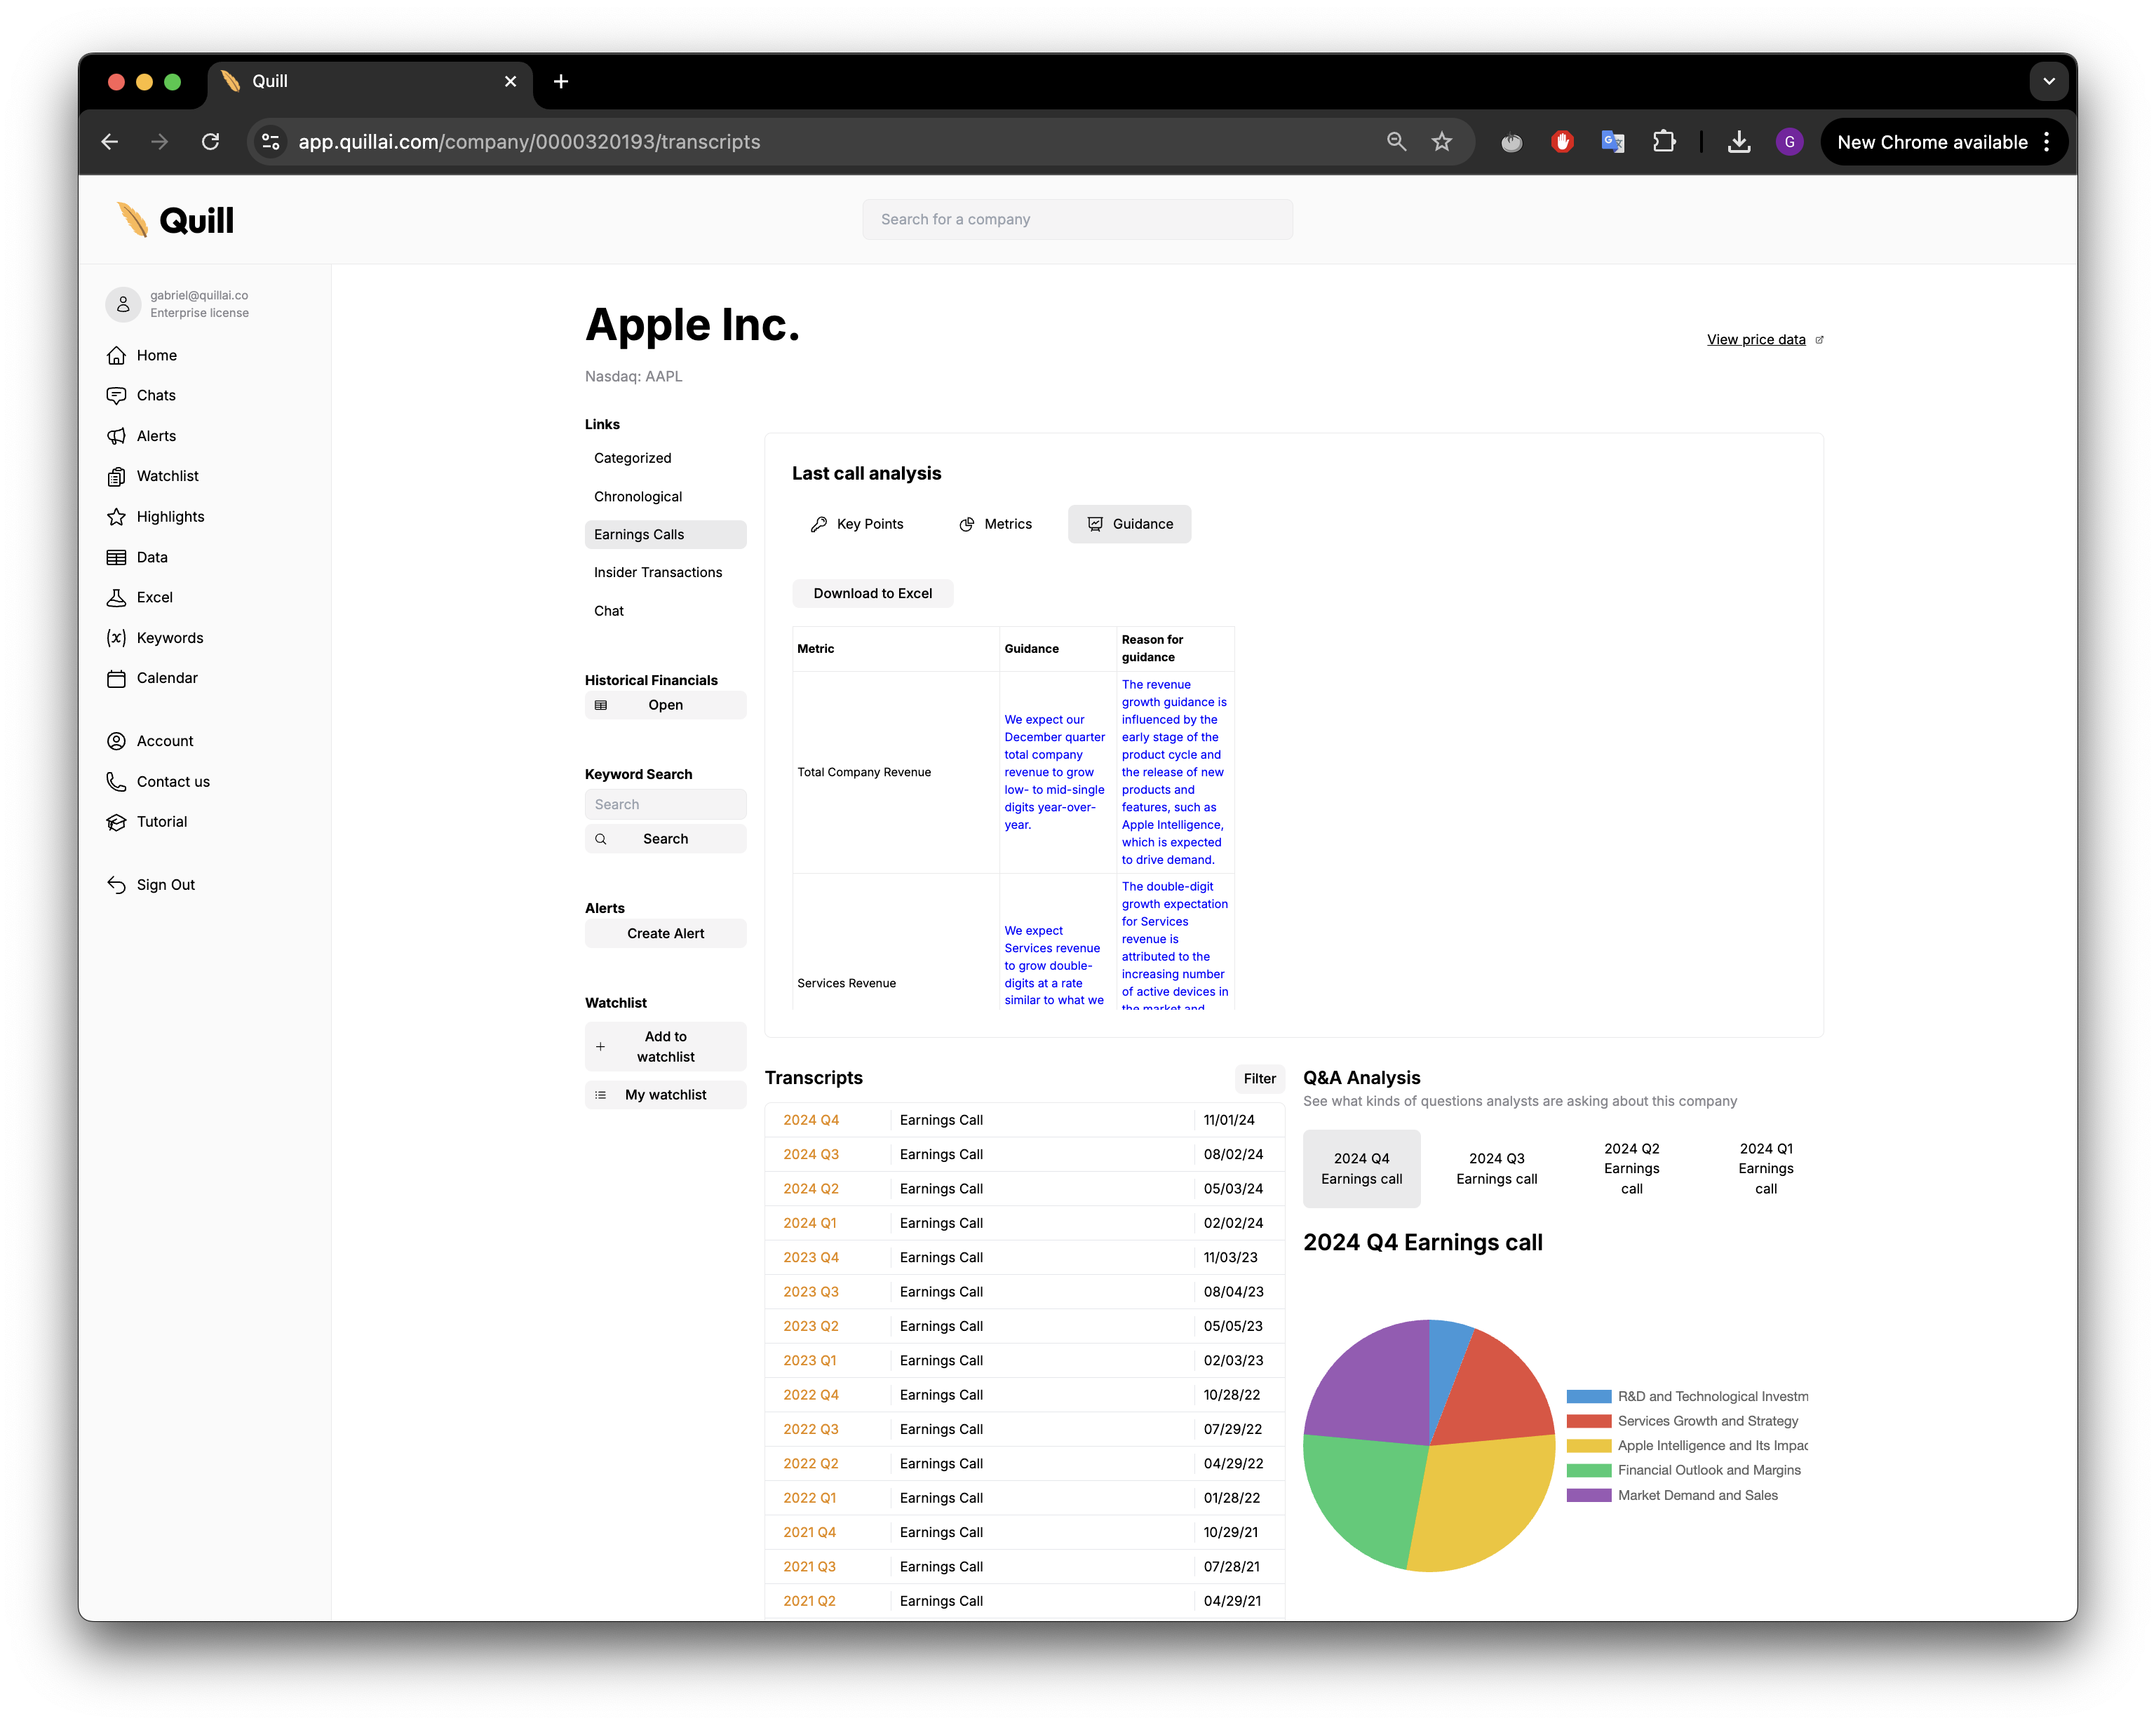 Quill
app.quillai.com/company/0000320193/transcripts
G
New Chrome available
Quill
Search for a company
gabriel@quillai.co
Enterprise license
Home
Chats
Alerts
Watchlist
Highlights
Data
Excel
Keywords
Calendar
Account
Contact us
Tutorial
Sign Out
Apple Inc.
View price data
Nasdaq: AAPL
Links
Categorized
Chronological
Earnings Calls
Insider Transactions
Chat
Historical Financials
Open
Keyword Search
Search
Search
Alerts
Create Alert
Watchlist
Add to
watchlist
My watchlist
Last call analysis
Key Points
Metrics
Guidance
Download to Excel
Metric
Guidance
Reason for
guidance
Total Company Revenue
We expect our
December quarter
total company
revenue to grow
low- to mid-single
digits year-over-
year.
The revenue
growth guidance is
influenced by the
early stage of the
product cycle and
the release of new
products and
features, such as
Apple Intelligence,
which is expected
to drive demand.
Services Revenue
We expect
Services revenue
to grow double-
digits at a rate
similar to what we
The double-digit
growth expectation
for Services
revenue is
attributed to the
increasing number
of active devices in
the market and
Transcripts
Filter
2024 Q4 Earnings Call 11/01/24
2024 Q3 Earnings Call 08/02/24
2024 Q2 Earnings Call 05/03/24
2024 Q1 Earnings Call 02/02/24
2023 Q4 Earnings Call 11/03/23
2023 Q3 Earnings Call 08/04/23
2023 Q2 Earnings Call 05/05/23
2023 Q1 Earnings Call 02/03/23
2022 Q4 Earnings Call 10/28/22
2022 Q3 Earnings Call 07/29/22
2022 Q2 Earnings Call 04/29/22
2022 Q1 Earnings Call 01/28/22
2021 Q4 Earnings Call 10/29/21
2021 Q3 Earnings Call 07/28/21
2021 Q2 Earnings Call 04/29/21
Q&A Analysis
See what kinds of questions analysts are asking about this company
2024 Q4
Earnings call
2024 Q3
Earnings call
2024 Q2
Earnings
call
2024 Q1
Earnings
call
2024 Q4 Earnings call
R&D and Technological Investm
Services Growth and Strategy
Apple Intelligence and Its Impac
Financial Outlook and Margins
Market Demand and Sales